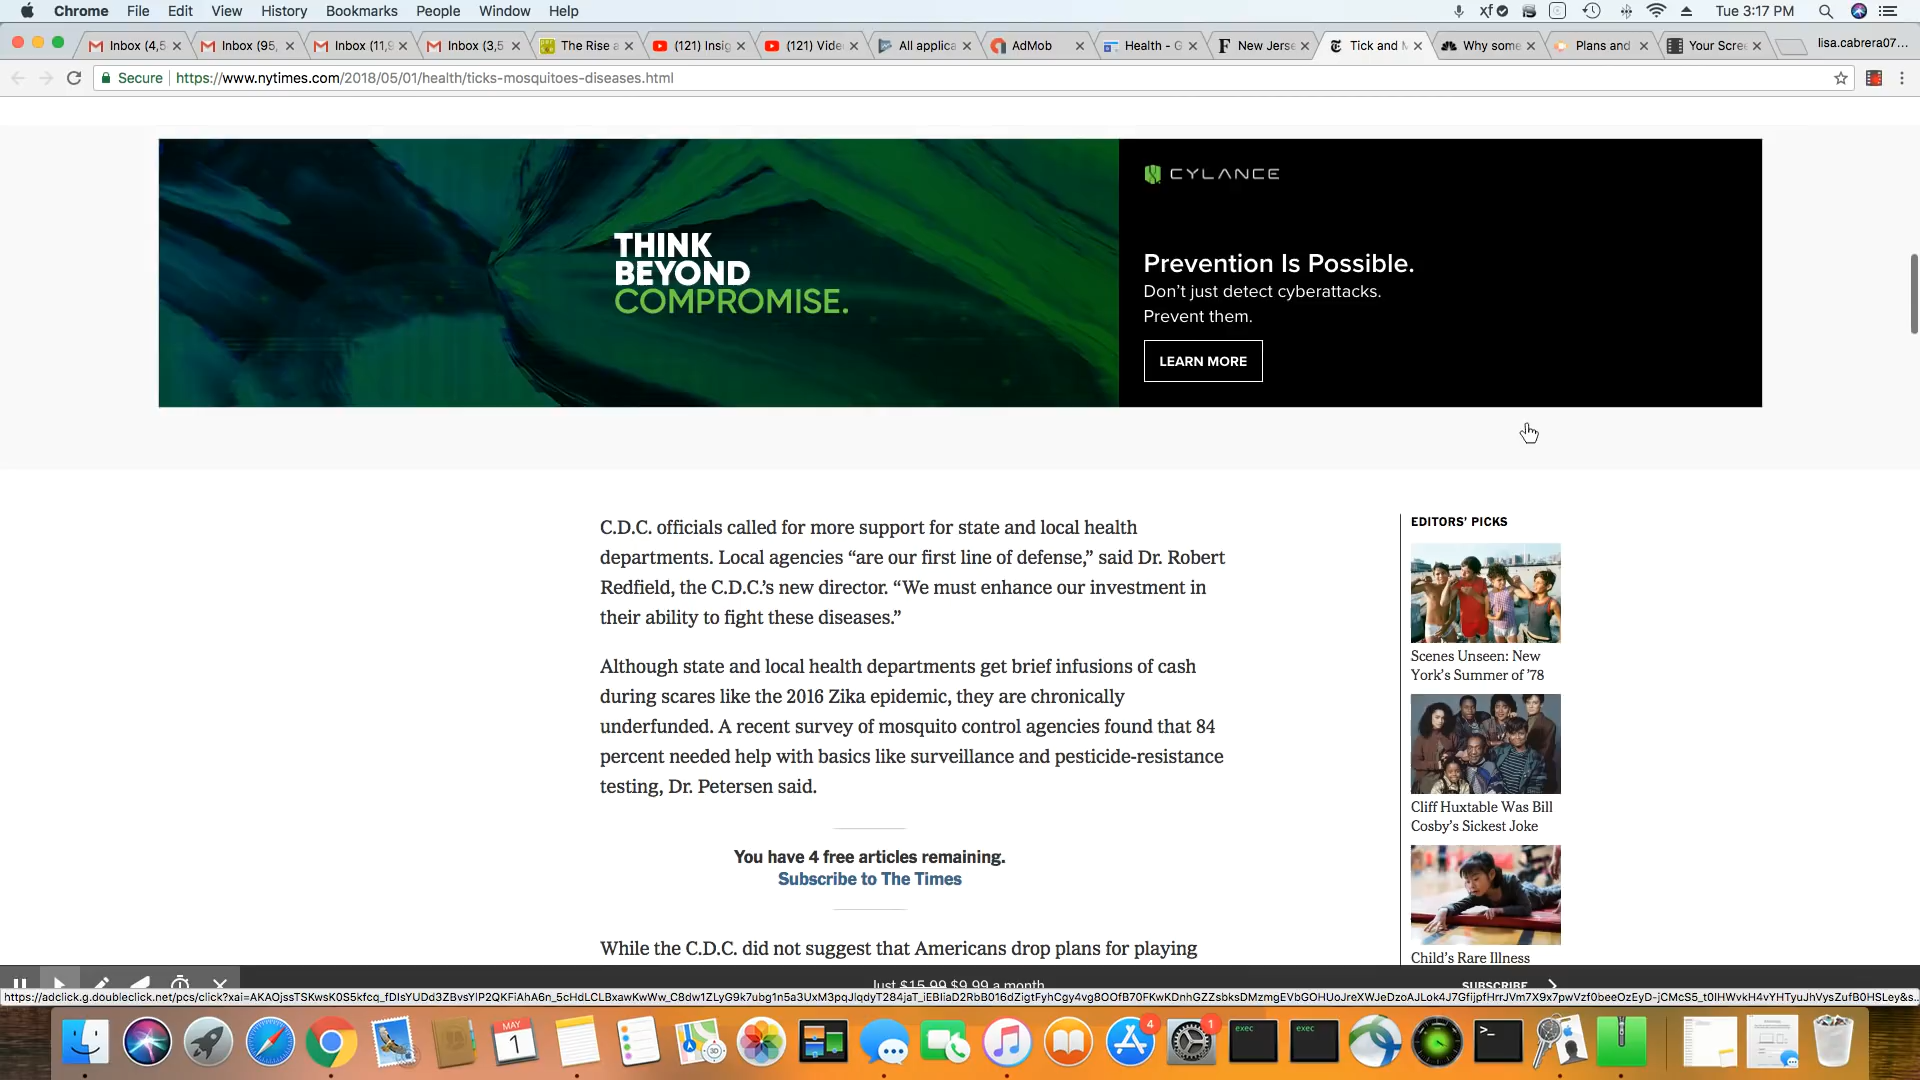 Chrome File Edit View History Bookmarks People Window Help
Tue 3:17 PM
Inbox (4,5
Inbox (95,
Inbox (11,9
Inbox (3,5
The Rise a
(121) Insig
(121) Vide
All applica
AdMob
Health - G
New Jerse
Tick and M
Why some
Plans and
Your Scree
lisa.cabrera07...
Secure https://www.nytimes.com/2018/05/01/health/ticks-mosquitoes-diseases.html
THINK
BEYOND
COMPROMISE.
CYLANCE
Prevention Is Possible.
Don't just detect cyberattacks.
Prevent them.
LEARN MORE
C.D.C. officials called for more support for state and local health
departments. Local agencies “are our first line of defense,” said Dr. Robert
Redfield, the C.D.C.’s new director. “We must enhance our investment in
their ability to fight these diseases.”
Although state and local health departments get brief infusions of cash
during scares like the 2016 Zika epidemic, they are chronically
underfunded. A recent survey of mosquito control agencies found that 84
percent needed help with basics like surveillance and pesticide-resistance
testing, Dr. Petersen said.
You have 4 free articles remaining.
Subscribe to The Times
While the C.D.C. did not suggest that Americans drop plans for playing
EDITORS’ PICKS
Scenes Unseen: New
York’s Summer of ’78
Cliff Huxtable Was Bill
Cosby’s Sickest Joke
Child’s Rare Illness
Just $15.99 $9.99 a month
SUBSCRIBE
MAY
1
3D
4
exec
exec
1